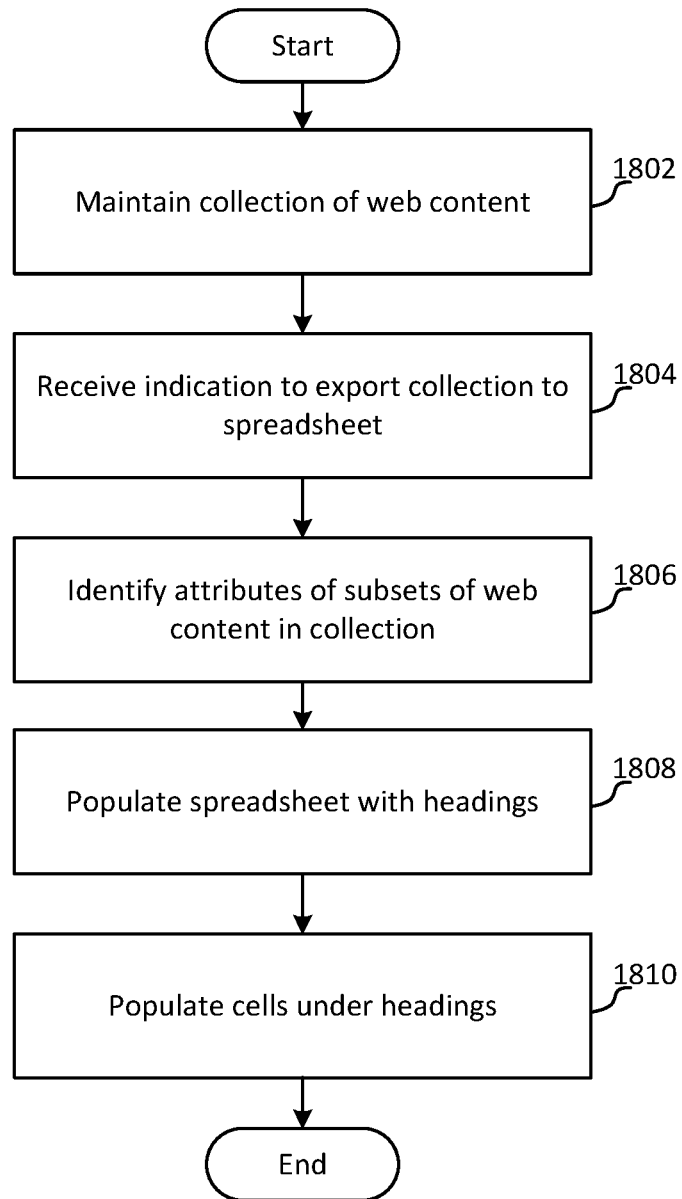 Start
1802
Maintain collection of web content
1804
Receive indication to export collection to
spreadsheet
1806
Identify attributes of subsets of web
content in collection
1808
Populate spreadsheet with headings
1810
Populate cells under headings
End